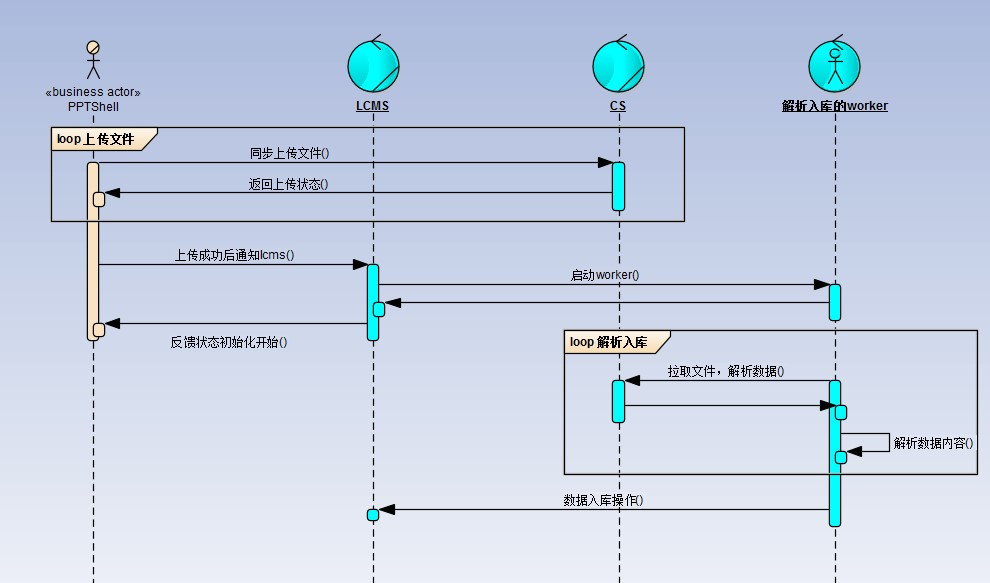 «business actor»
PPTShell
LCMS
CS
解析入库的worker
loop 上传文件
同步上传文件()
返回上传状态()
上传成功后通知lcms()
启动worker()
反馈状态初始化开始()
loop 解析入库
拉取文件，解析数据()
解析数据内容()
数据入库操作()